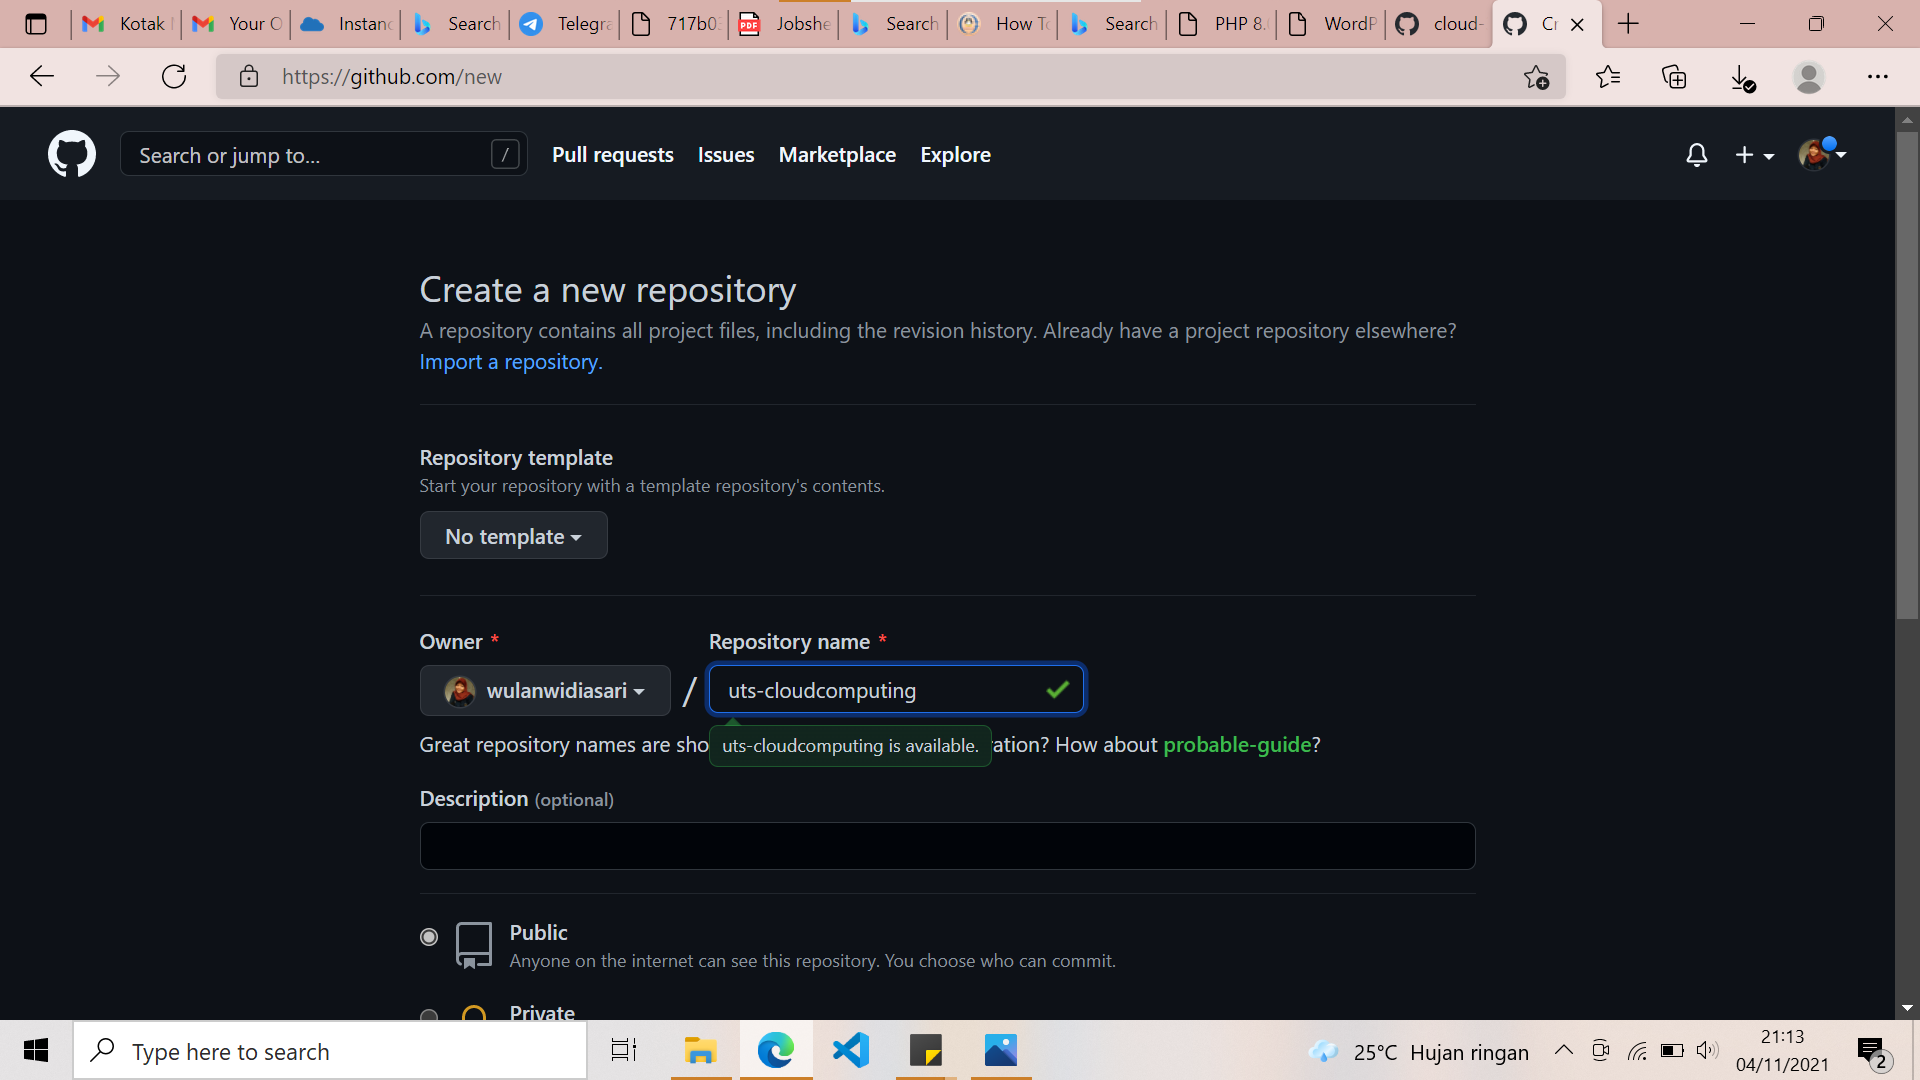 Kotak
Your O
Instanc
Search
Telegra
717b03
PDF
Jobshe
Search
How To
Search
PHP 8.
WordP
cloud-
Cr
https://github.com/new
Search or jump to...
/
Pull requests
Issues
Marketplace
Explore
Create a new repository
A repository contains all project files, including the revision history. Already have a project repository elsewhere?
Import a repository.
Repository template
Start your repository with a template repository's contents.
No template
Owner *
Repository name *
wulanwidiasari
/
uts-cloudcomputing
Great repository names are sho
uts-cloudcomputing is available.
ration? How about probable-guide?
Description (optional)
Public
Anyone on the internet can see this repository. You choose who can commit.
Private
Type here to search
25°C Hujan ringan
21:13
04/11/2021
2